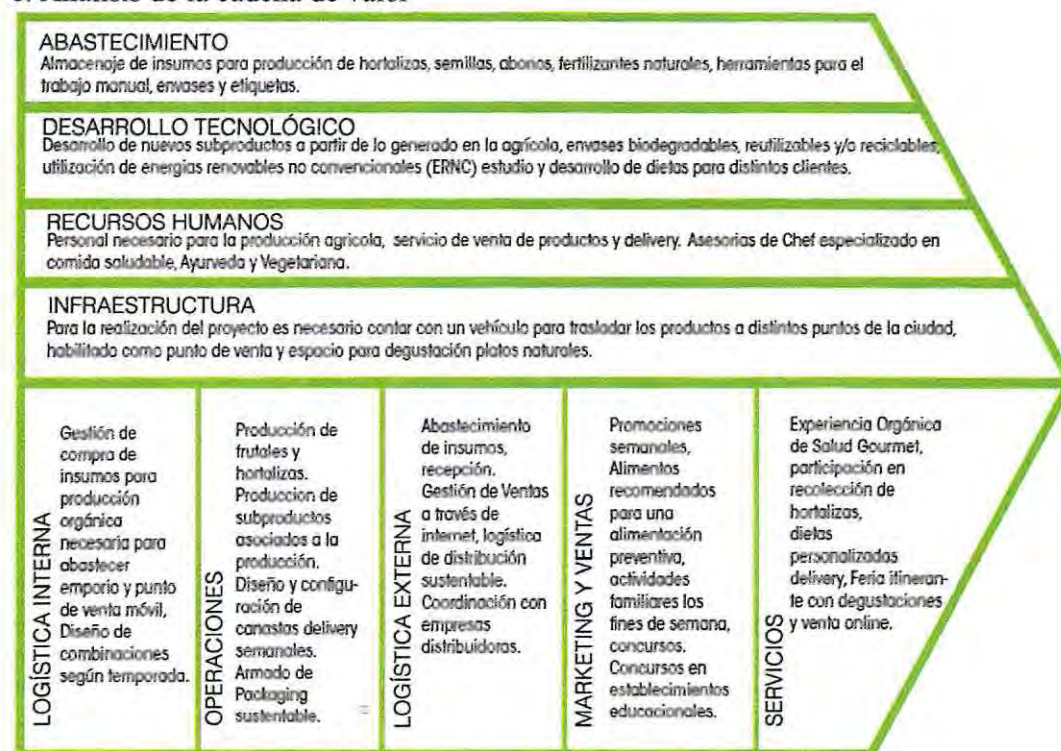 ABASTECIMIENTO
Almacenaje de insumos para producción de hortalizas, semillas, abonos, fertilizantes naturales, herramientas para el
trabajo manual, envases y etiquetas.
DESARROLLO TECNOLÓGICO
Desarrollo de nuevos subproductos a partir de lo generado en la agrícola, envases biodegradables, reutilizables y/o reciclables,
utilización de energias renovables no convencionales (ERNC) estudio y desarrollo de dietas para distintos clientes.
RECURSOS HUMANOS
Personal necesario para la producción agricola, servicio de venta de productos y delivery. Asesorias de Chef especializado en
comida saludable, Ayurveda y Vegetariana.
INFRAESTRUCTURA
Para la realización del proyecto es necesario contar con un vehículo para trasladar los productos a distintos puntos de la ciudad,
habilitado como punto de venta y espacio para degustación platos naturales.
LOGÍSTICA INTERNA
Gestión de
compra de
insumos para
producción
orgánica
necesaria para
abastecer
emporio y punto
de venta móvil,
Diseño de
combinaciones
según temporada.
OPERACIONES
Producción de
frutales y
hortalizas.
Produccion de
subproductos
asociados a la
producción.
Diseño y configu-
ración de
canastas delivery
semanales.
Armado de
Packaging
sustentable.
LOGÍSTICA EXTERNA
Abastecimiento
de insumos,
recepción.
Gestión de Ventas
a través de
internet, logística
de distribución
sustentable.
Coordinación con
empresas
distribuidoras.
MARKETING Y VENTAS
Promociones
semanales,
Alimentos
recomendados
para una
alimentación
preventiva,
actividades
familiares los
fines de semana,
concursos.
Concursos en
establecimientos
educacionales.
SERVICIOS
Experiencia Orgánica
de Salud Gourmet,
participación en
recolección de
hortalizas,
dietas
personalizadas
delivery, Feria itineran-
te con degustaciones
y venta online.